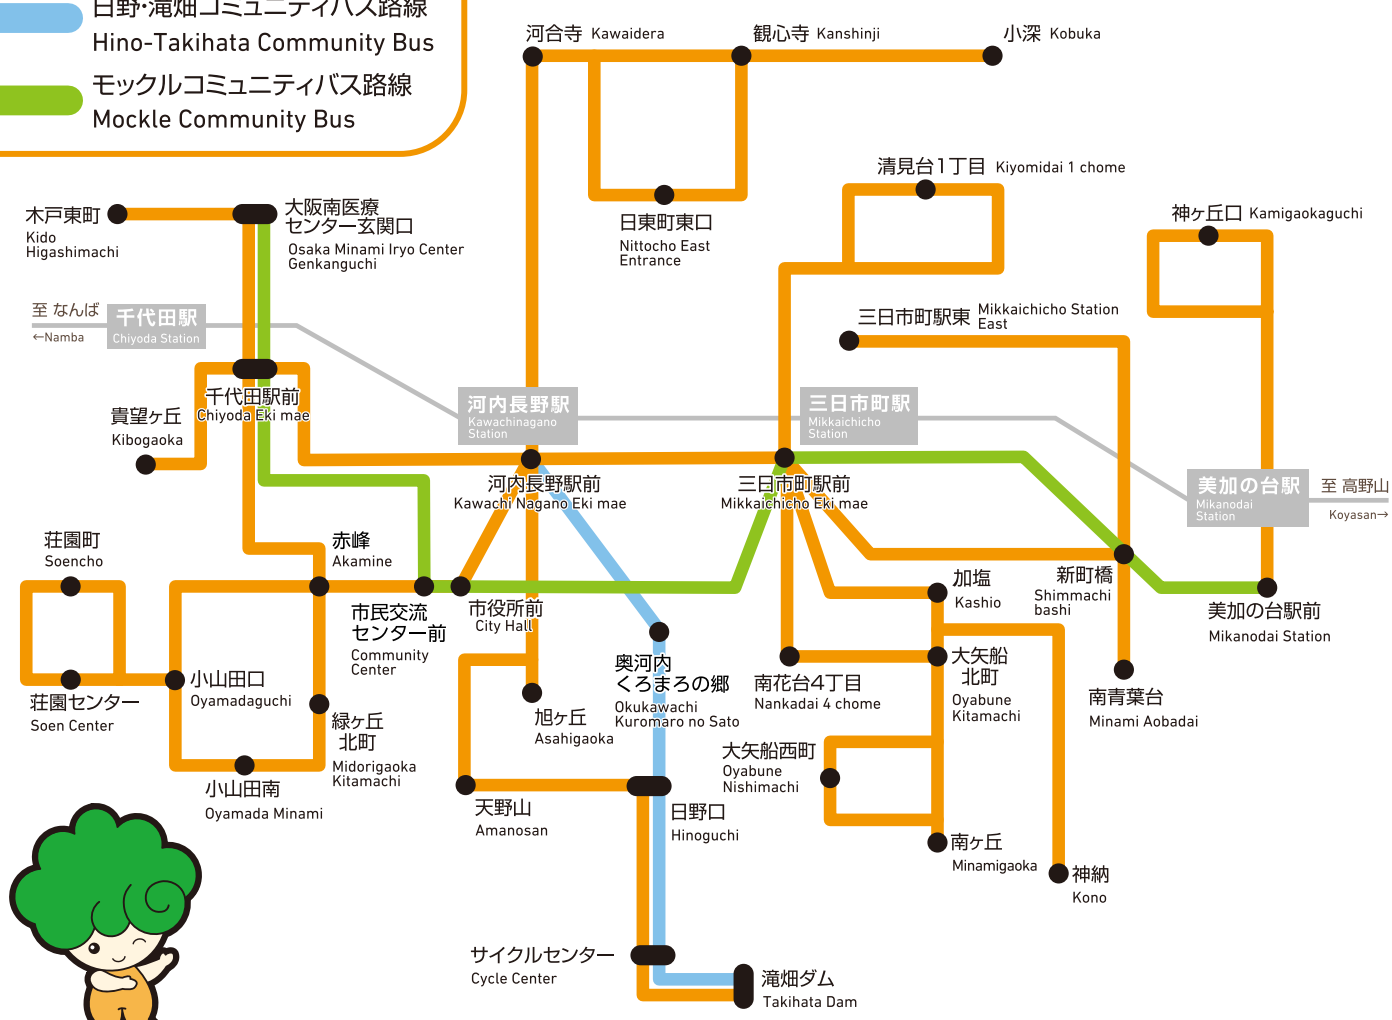 日野・滝畑コミュニティバス路線
Hino-Takihata Community Bus
モックルコミュニティバス路線
Mockle Community Bus
河合寺 Kawaidera
観心寺 Kanshinji
小深 Kobuka
日東町東口
Nittocho East
Entrance
清見台1丁目 Kiyomidai 1 chome
神ヶ丘口 Kamigaokaguchi
木戸東町
Kido
Higashimachi
大阪南医療
センター玄関口
Osaka Minami Iryo Center
Genkanguchi
至 なんば
←Namba
千代田駅
Chiyoda Station
三日市町駅東
Mikkaichicho Station
East
千代田駅前
Chiyoda Eki mae
貴望ヶ丘
Kibogaoka
河内長野駅
Kawachinagano
Station
三日市町駅
Mikkaichicho
Station
河内長野駅前
Kawachi Nagano Eki mae
三日市町駅前
Mikkaichicho Eki mae
美加の台駅
Mikanodai
Station
至 高野山
Koyasan→
荘園町
Soencho
赤峰
Akamine
市民交流
センター前
Community
Center
市役所前
City Hall
加塩
Kashio
新町橋
Shimmachi
bashi
美加の台駅前
Mikanodai Station
荘園センター
Soen Center
小山田口
Oyamadaguchi
緑ヶ丘
北町
Midorigaoka
Kitamachi
小山田南
Oyamada Minami
旭ヶ丘
Asahigaoka
奥河内
くろまろの郷
Okukawachi
Kuromaro no Sato
南花台4丁目
Nankadai 4 chome
大矢船
北町
Oyabune
Kitamachi
南青葉台
Minami Aobadai
大矢船西町
Oyabune
Nishimachi
天野山
Amanosan
日野口
Hinoguchi
南ヶ丘
Minamigaoka
神納
Kono
サイクルセンター
Cycle Center
滝畑ダム
Takihata Dam